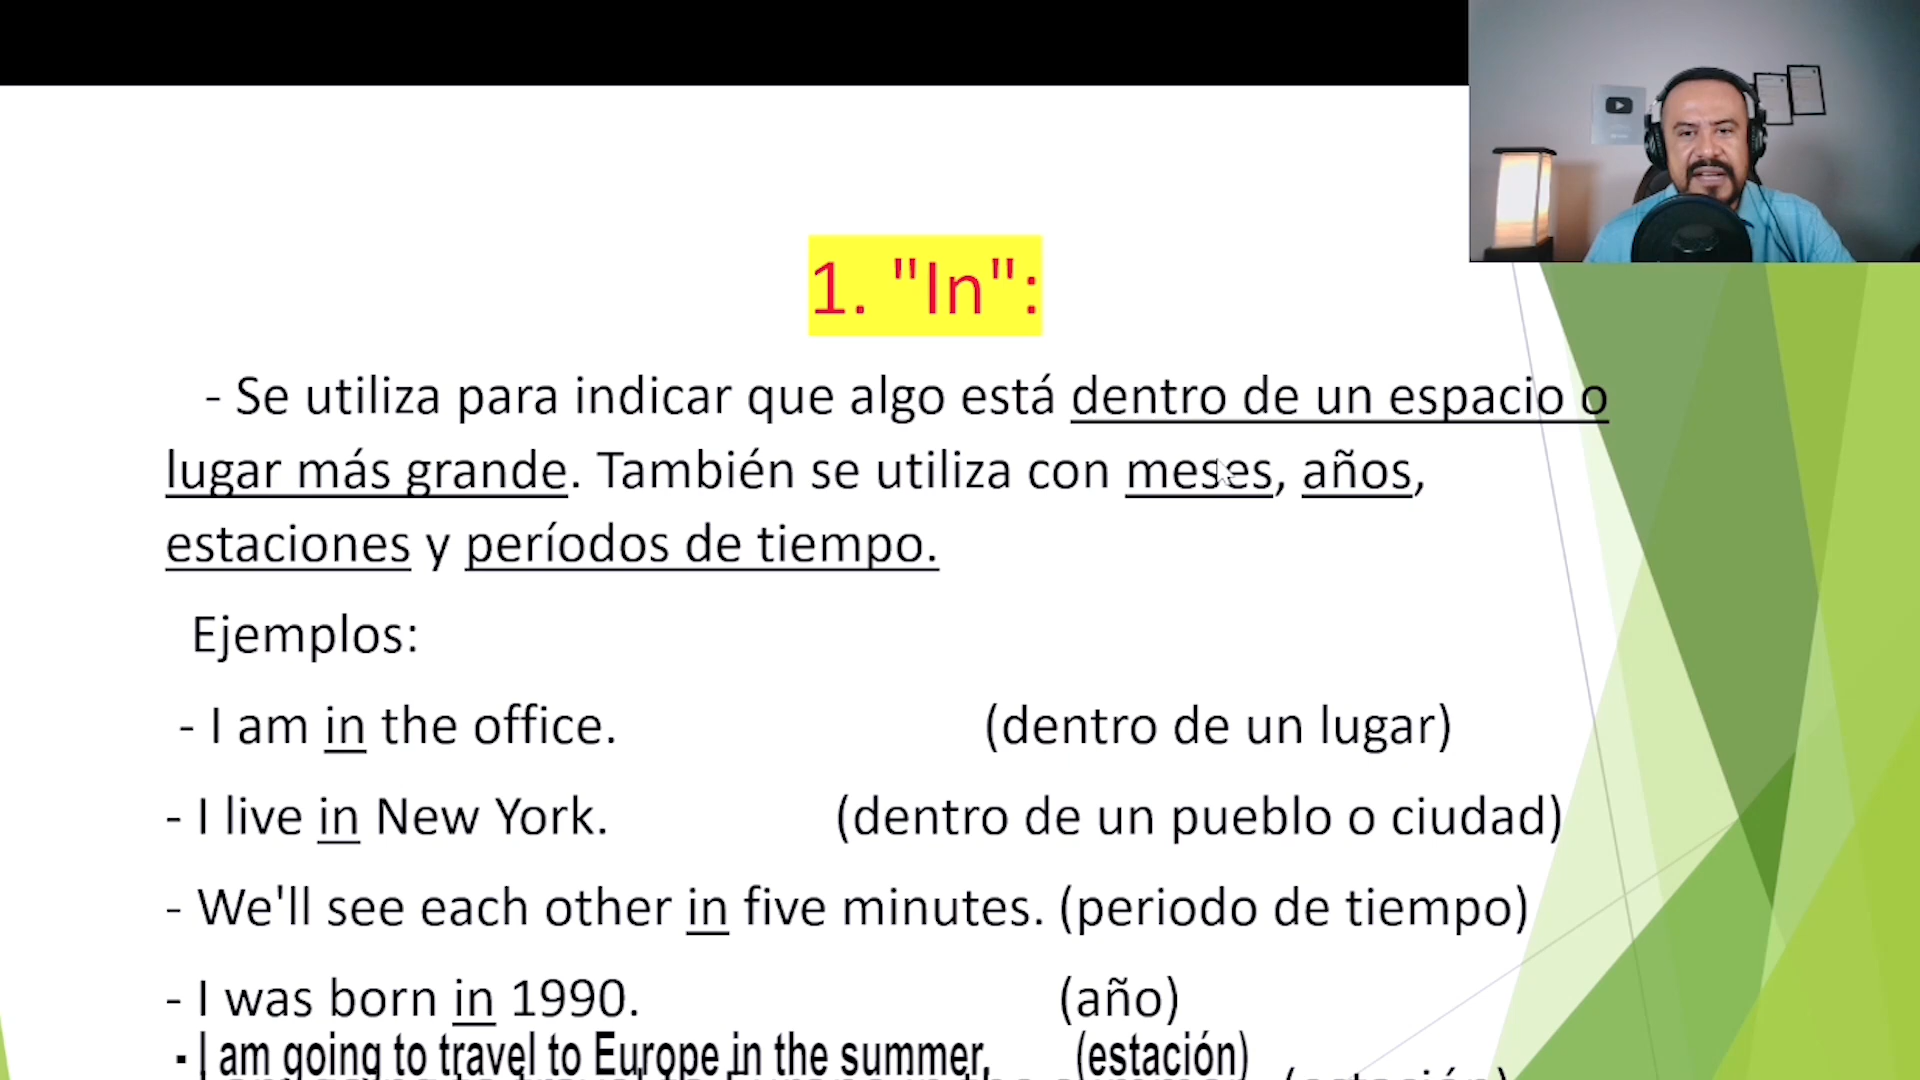 1. "In":
- Se utiliza para indicar que algo está dentro de un espacio o
lugar más grande. También se utiliza con meses, años,
estaciones y períodos de tiempo.
Ejemplos:
- I am in the office. (dentro de un lugar)
- I live in New York. (dentro de un pueblo o ciudad)
- We'll see each other in five minutes. (periodo de tiempo)
- I was born in 1990. (año)
- I am going to travel to Europe in the summer. (estación)